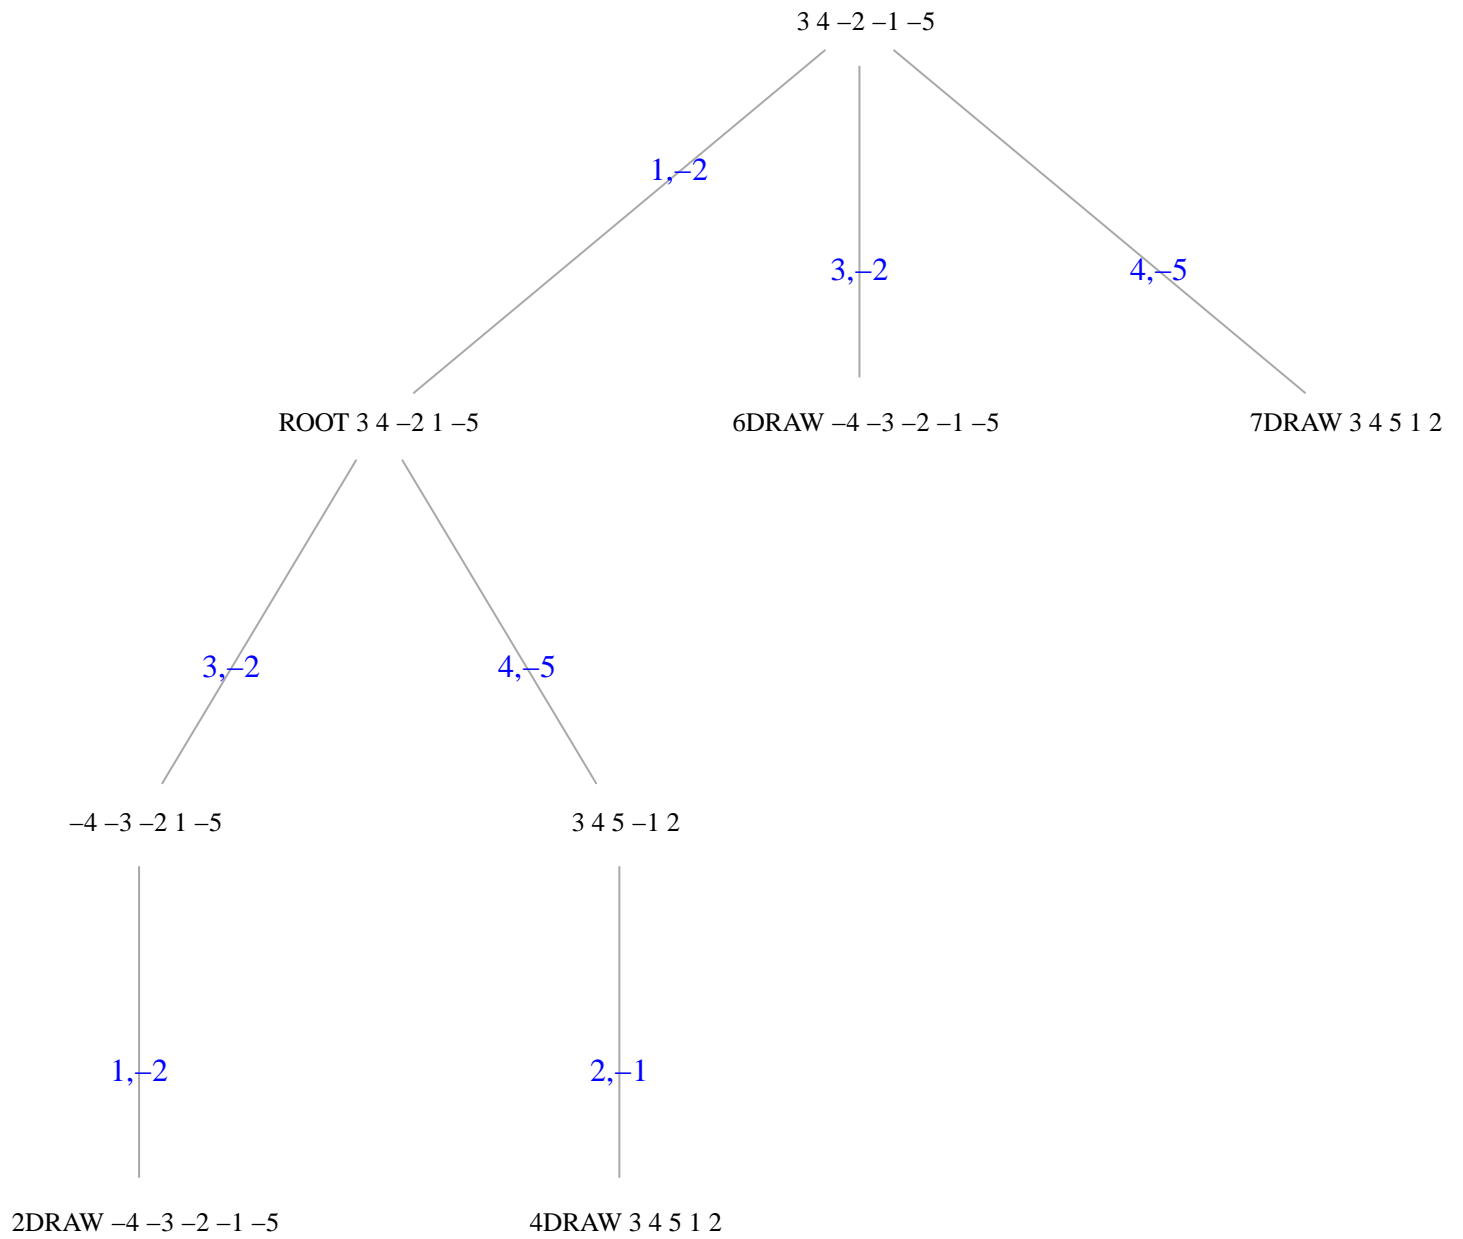 3 4 –2 –1 –5
1,–2
3,–2
4,–5
ROOT 3 4 –2 1 –5
6DRAW –4 –3 –2 –1 –5
7DRAW 3 4 5 1 2
3,–2
4,–5
–4 –3 –2 1 –5
3 4 5 –1 2
1,–2
2,–1
2DRAW –4 –3 –2 –1 –5
4DRAW 3 4 5 1 2